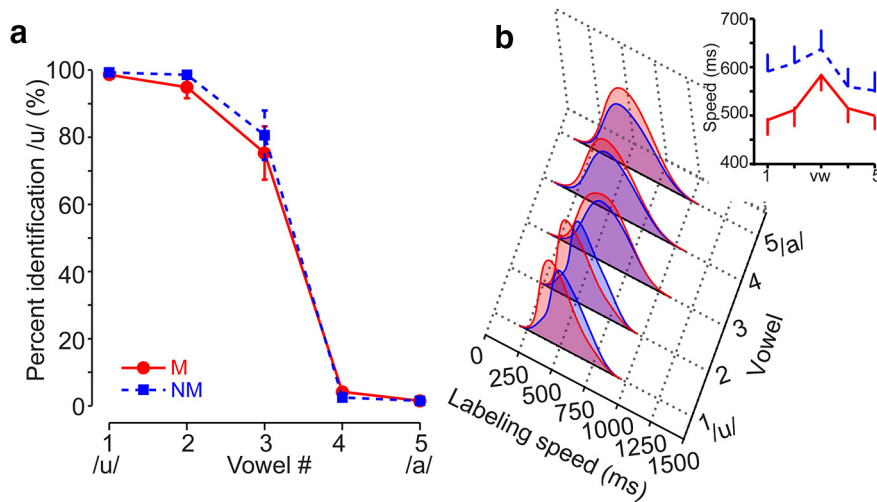 a
Percent identification /u/ (%)
100
80
60
40
20
0
M
NM
1
2
3
4
5
/u/
Vowel #
/a/
b
0
250
500
750
1000
1250
1500
Labeling speed (ms)
1/u/
2
3
4
5/a/
Vowel
Speed (ms)
700
600
500
400
1
vw
5